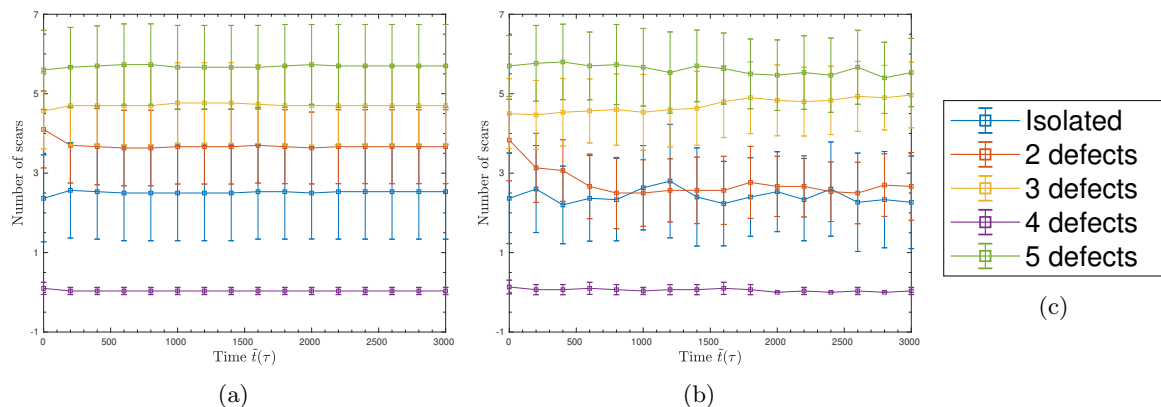 7
5
3
1
-1
Number of scars
0
500
1000
1500
2000
2500
3000
Time t̃(τ)
(a)
7
5
3
1
-1
Number of scars
0
500
1000
1500
2000
2500
3000
Time t̃(τ)
(b)
Isolated
2 defects
3 defects
4 defects
5 defects
(c)